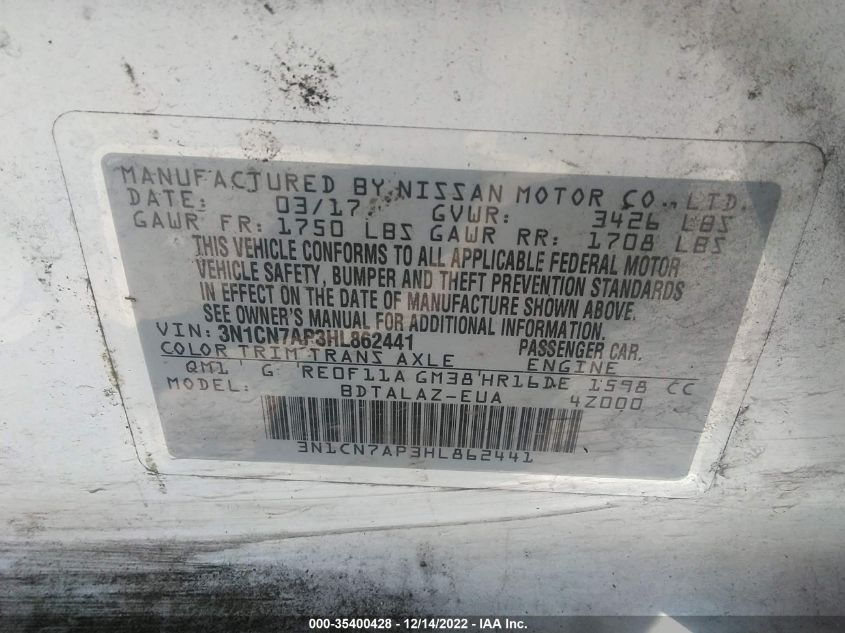 MANUFACTURED BY NISSAN MOTOR CO., LTD.
DATE: 03/17 GVWR: 3426 LBS
GAWR FR: 1750 LBS GAWR RR: 1708 LBS
THIS VEHICLE CONFORMS TO ALL APPLICABLE FEDERAL MOTOR
VEHICLE SAFETY, BUMPER AND THEFT PREVENTION STANDARDS
IN EFFECT ON THE DATE OF MANUFACTURE SHOWN ABOVE.
SEE OWNER'S MANUAL FOR ADDITIONAL INFORMATION
VIN: 3N1CN7AP3HL862441 PASSENGER CAR.
COLOR TRIM TRANS AXLE ENGINE
QM1 G RE0F11A GM38 HR16DE 1598 CC
MODEL: BDTALAZ-EUA 4Z000
3N1CN7AP3HL862441
000-35400428 - 12/14/2022 - IAA Inc.